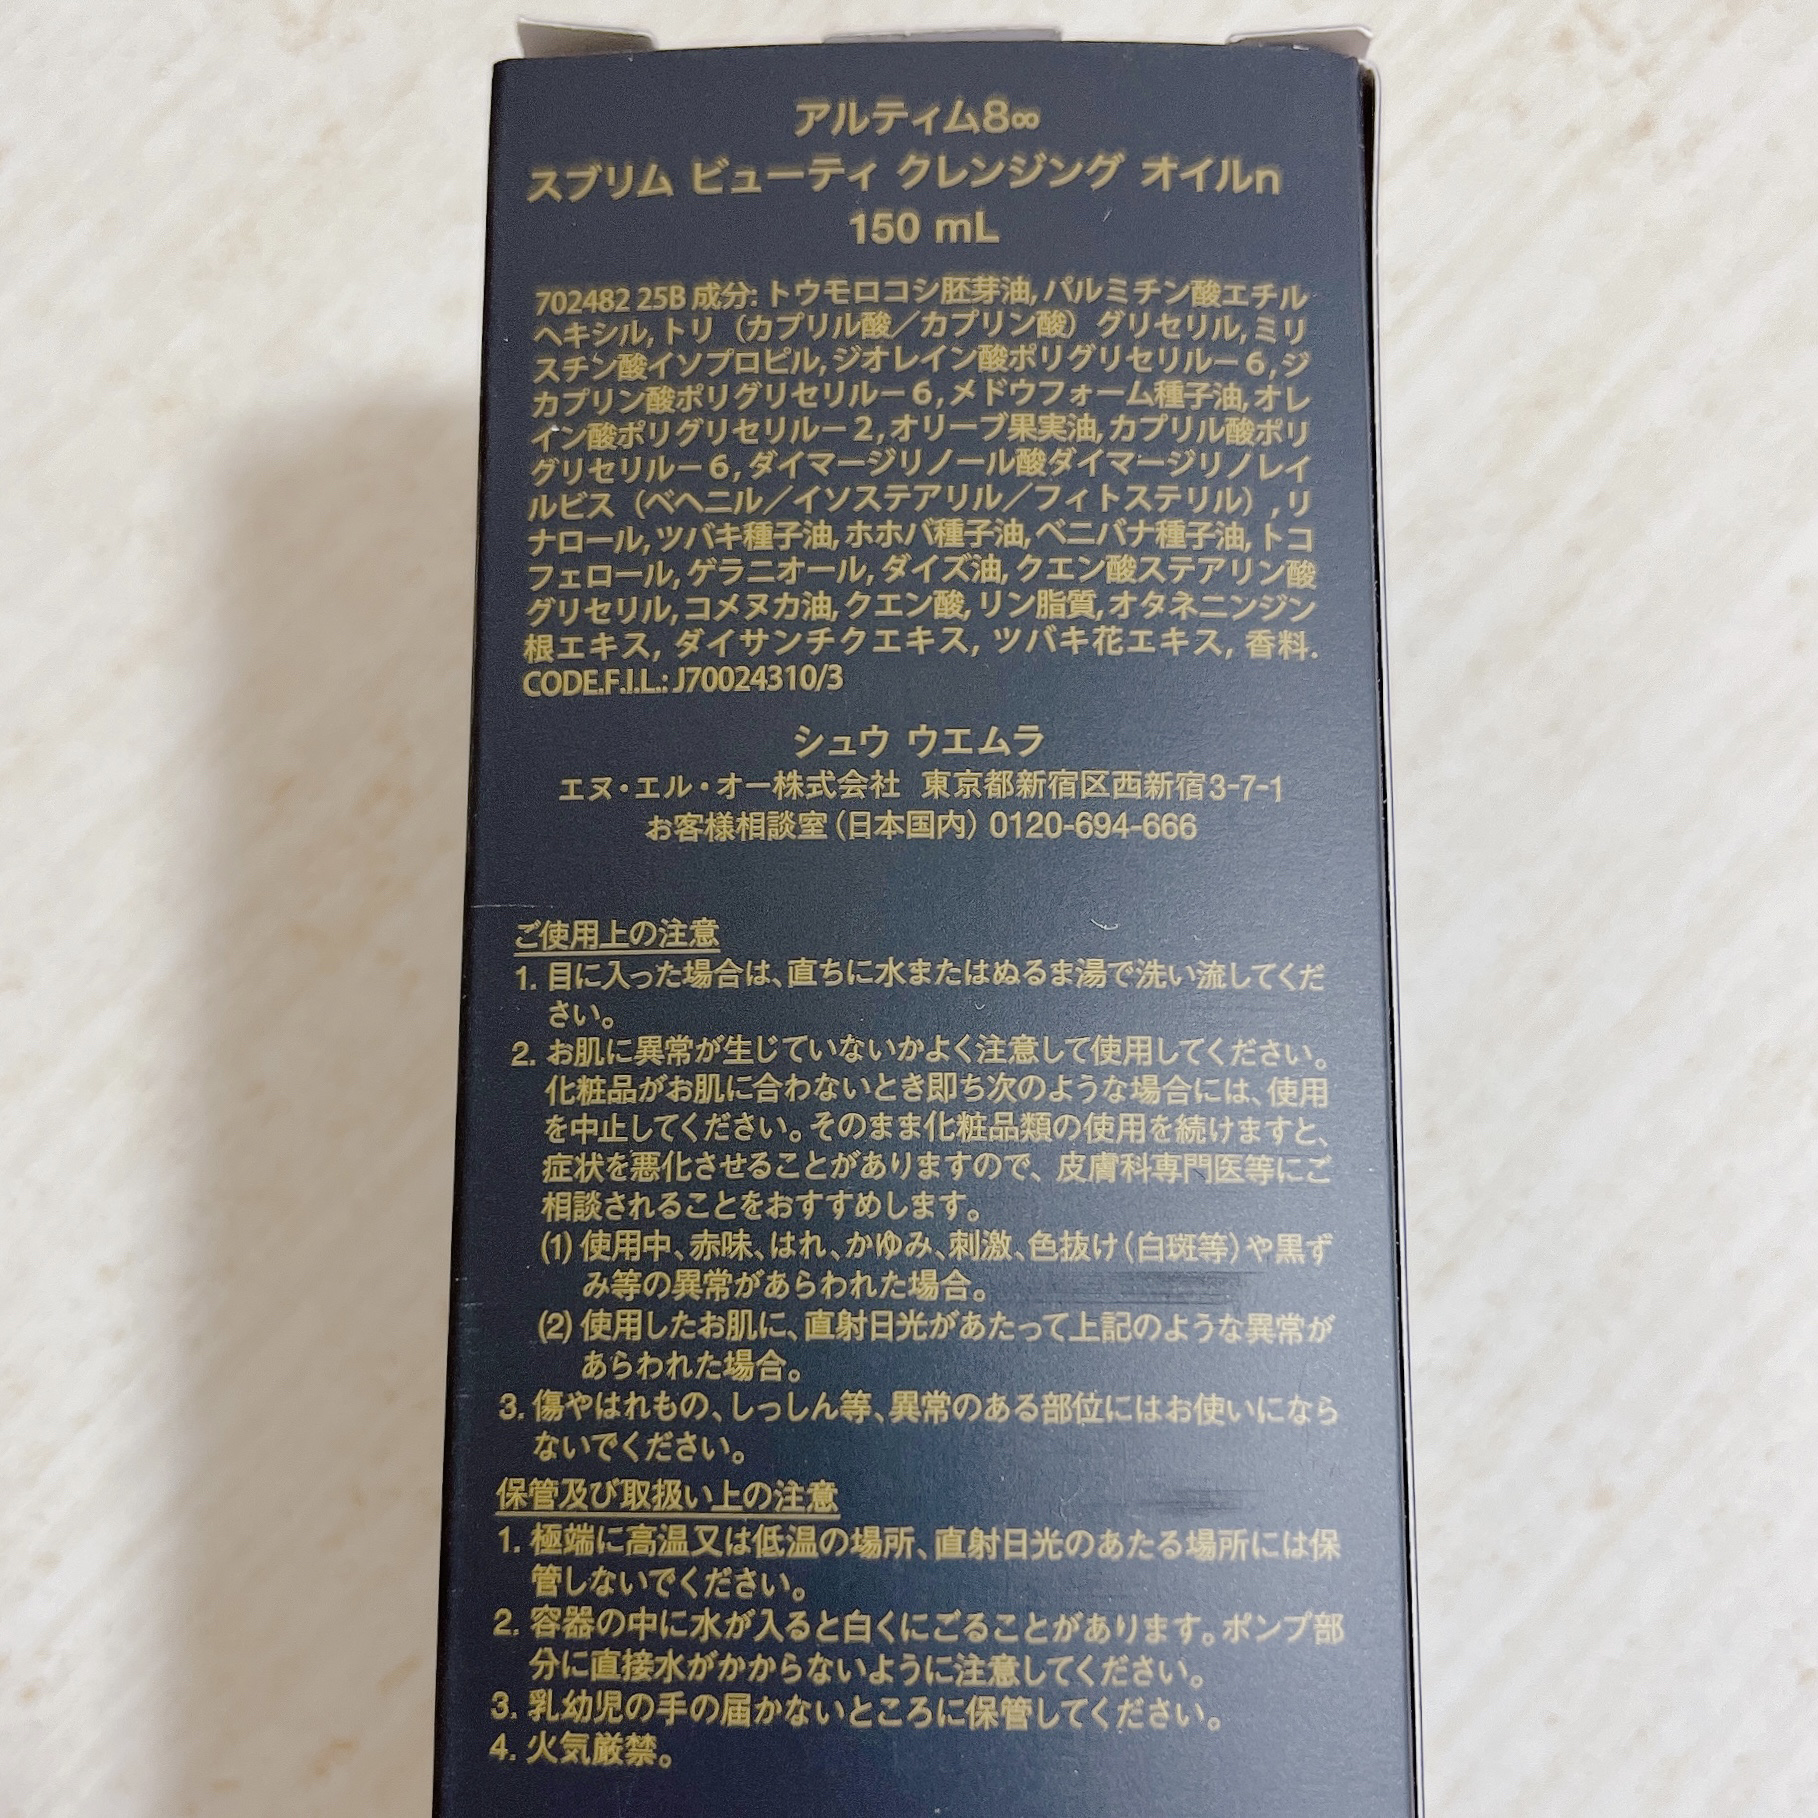 アルティム8∞
スブリム ビューティ クレンジング オイルn
150 mL
702482 25B 成分: トウモロコシ胚芽油, パルミチン酸エチル
ヘキシル, トリ（カプリル酸／カプリン酸）グリセリル, ミリ
スチン酸イソプロピル, ジオレイン酸ポリグリセリル－6, ジ
カプリン酸ポリグリセリル－6, メドウフォーム種子油, オレ
イン酸ポリグリセリル－2, オリーブ果実油, カプリル酸ポリ
グリセリル－6, ダイマージリノール酸ダイマージリノレイ
ルビス（ベヘニル／イソステアリル／フィトステリル）, リ
ナロール, ツバキ種子油, ホホバ種子油, ベニバナ種子油, トコ
フェロール, ゲラニオール, ダイズ油, クエン酸ステアリン酸
グリセリル, コメヌカ油, クエン酸, リン脂質, オタネニンジン
根エキス, ダイサンチクエキス, ツバキ花エキス, 香料.
CODE.F.I.L.: J70024310/3
シュウ ウエムラ
エヌ・エル・オー株式会社 東京都新宿区西新宿3-7-1
お客様相談室（日本国内）0120-694-666
ご使用上の注意
1. 目に入った場合は、直ちに水またはぬるま湯で洗い流してくだ
さい。
2. お肌に異常が生じていないかよく注意して使用してください。
化粧品がお肌に合わないとき即ち次のような場合には、使用
を中止してください。そのまま化粧品類の使用を続けますと、
症状を悪化させることがありますので、皮膚科専門医等にご
相談されることをおすすめします。
(1) 使用中、赤味、はれ、かゆみ、刺激、色抜け（白斑等）や黒ず
み等の異常があらわれた場合。
(2) 使用したお肌に、直射日光があたって上記のような異常が
あらわれた場合。
3. 傷やはれもの、しっしん等、異常のある部位にはお使いになら
ないでください。
保管及び取扱い上の注意
1. 極端に高温又は低温の場所、直射日光のあたる場所には保
管しないでください。
2. 容器の中に水が入ると白くにごることがあります。ポンプ部
分に直接水がかからないように注意してください。
3. 乳幼児の手の届かないところに保管してください。
4. 火気厳禁。